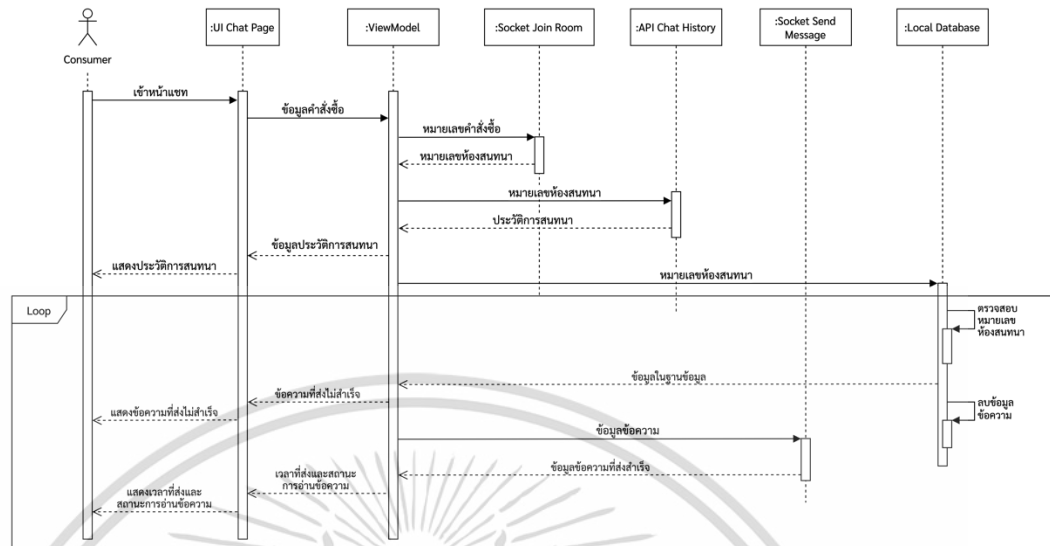 :UI Chat Page
:ViewModel
:Socket Join Room
:API Chat History
:Socket Send
Message
:Local Database
Consumer
เข้าหน้าแชท
ข้อมูลคำสั่งซื้อ
หมายเลขคำสั่งซื้อ
หมายเลขห้องสนทนา
หมายเลขห้องสนทนา
ประวัติการสนทนา
ข้อมูลประวัติการสนทนา
แสดงประวัติการสนทนา
หมายเลขห้องสนทนา
Loop
ตรวจสอบ
หมายเลข
ห้องสนทนา
ข้อมูลในฐานข้อมูล
ข้อความที่ส่งไม่สำเร็จ
แสดงข้อความที่ส่งไม่สำเร็จ
ลบข้อมูล
ข้อความ
ข้อมูลข้อความ
ข้อมูลข้อความที่ส่งสำเร็จ
เวลาที่ส่งและสถานะ
การอ่านข้อความ
แสดงเวลาที่ส่งและ
สถานะการอ่านข้อความ